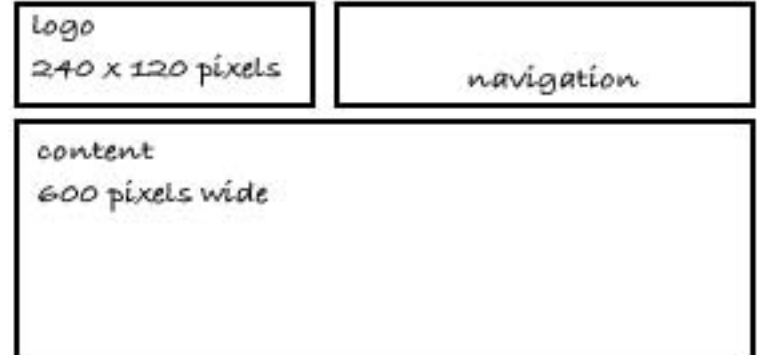 logo
240 x 120 pixels
navigation
content
600 pixels wide